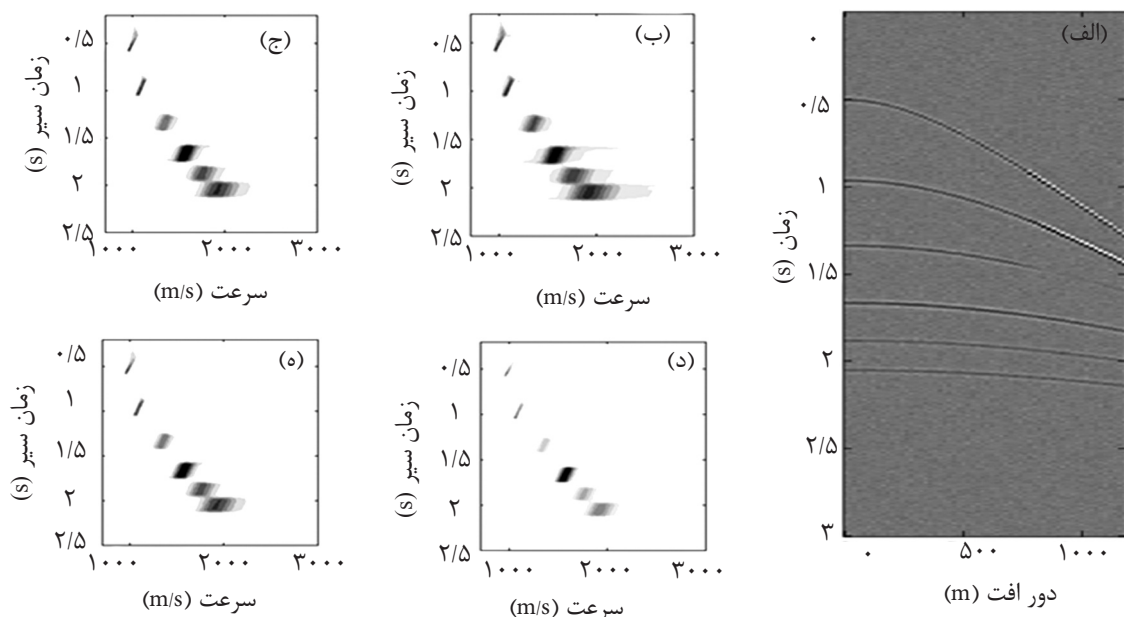 (الف)
۰
۰/۵
۱
۱/۵
۲
۲/۵
۳
زمان (s)
۰ ۵۰۰ ۱۰۰۰
دور افت (m)
(ب)
۰/۵
۱
۱/۵
۲
۲/۵
زمان سیر (s)
۱۰۰۰ ۲۰۰۰ ۳۰۰۰
سرعت (m/s)
(ج)
۰/۵
۱
۱/۵
۲
۲/۵
زمان سیر (s)
۱۰۰۰ ۲۰۰۰ ۳۰۰۰
سرعت (m/s)
(د)
۰/۵
۱
۱/۵
۲
۲/۵
زمان سیر (s)
۱۰۰۰ ۲۰۰۰ ۳۰۰۰
سرعت (m/s)
(ه)
۰/۵
۱
۱/۵
۲
۲/۵
زمان سیر (s)
۱۰۰۰ ۲۰۰۰ ۳۰۰۰
سرعت (m/s)